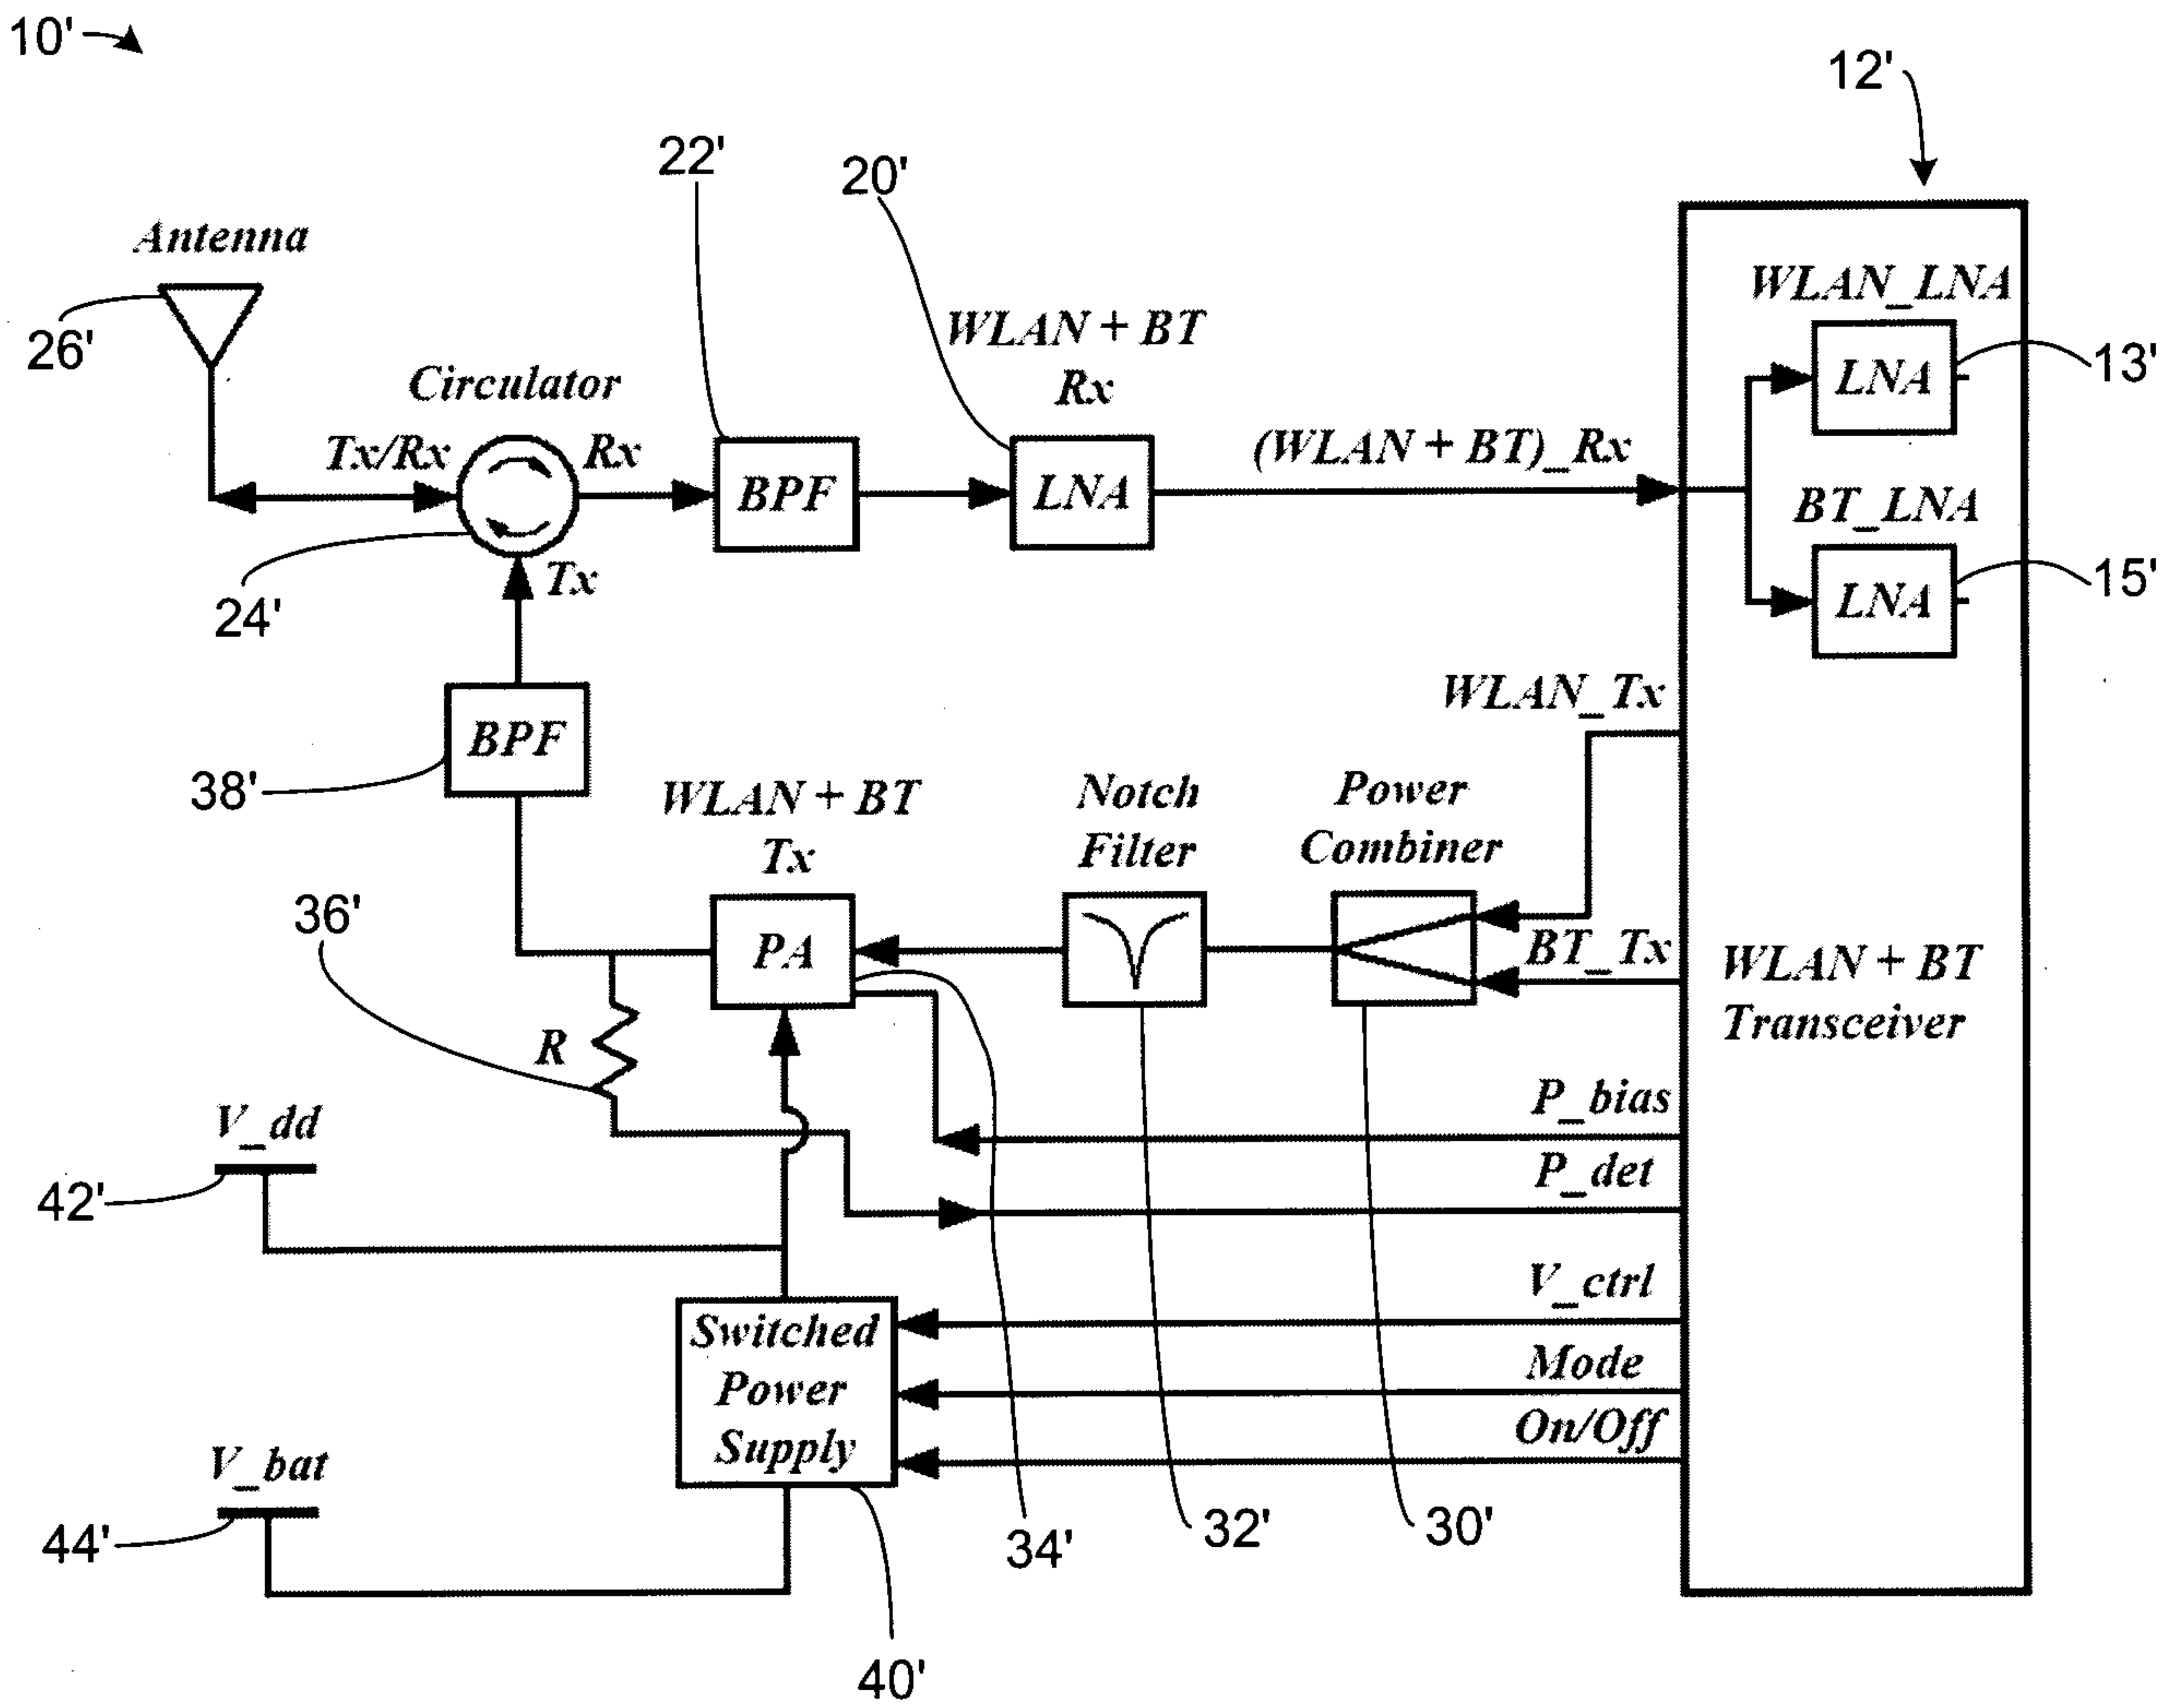 10'
12'
22'
20'
Antenna
WLAN_LNA
26'
WLAN + BT
Rx
LNA
13'
Circulator
Tx/Rx
Rx
BPF
LNA
(WLAN + BT)_Rx
BT_LNA
LNA
15'
24'
Tx
WLAN_Tx
BPF
38'
WLAN + BT
Tx
Notch
Filter
Power
Combiner
36'
PA
BT_Tx
WLAN + BT
Transceiver
R
P_bias
V_dd
42'
P_det
V_ctrl
Switched
Power
Supply
Mode
On/Off
V_bat
44'
34'
32'
30'
40'